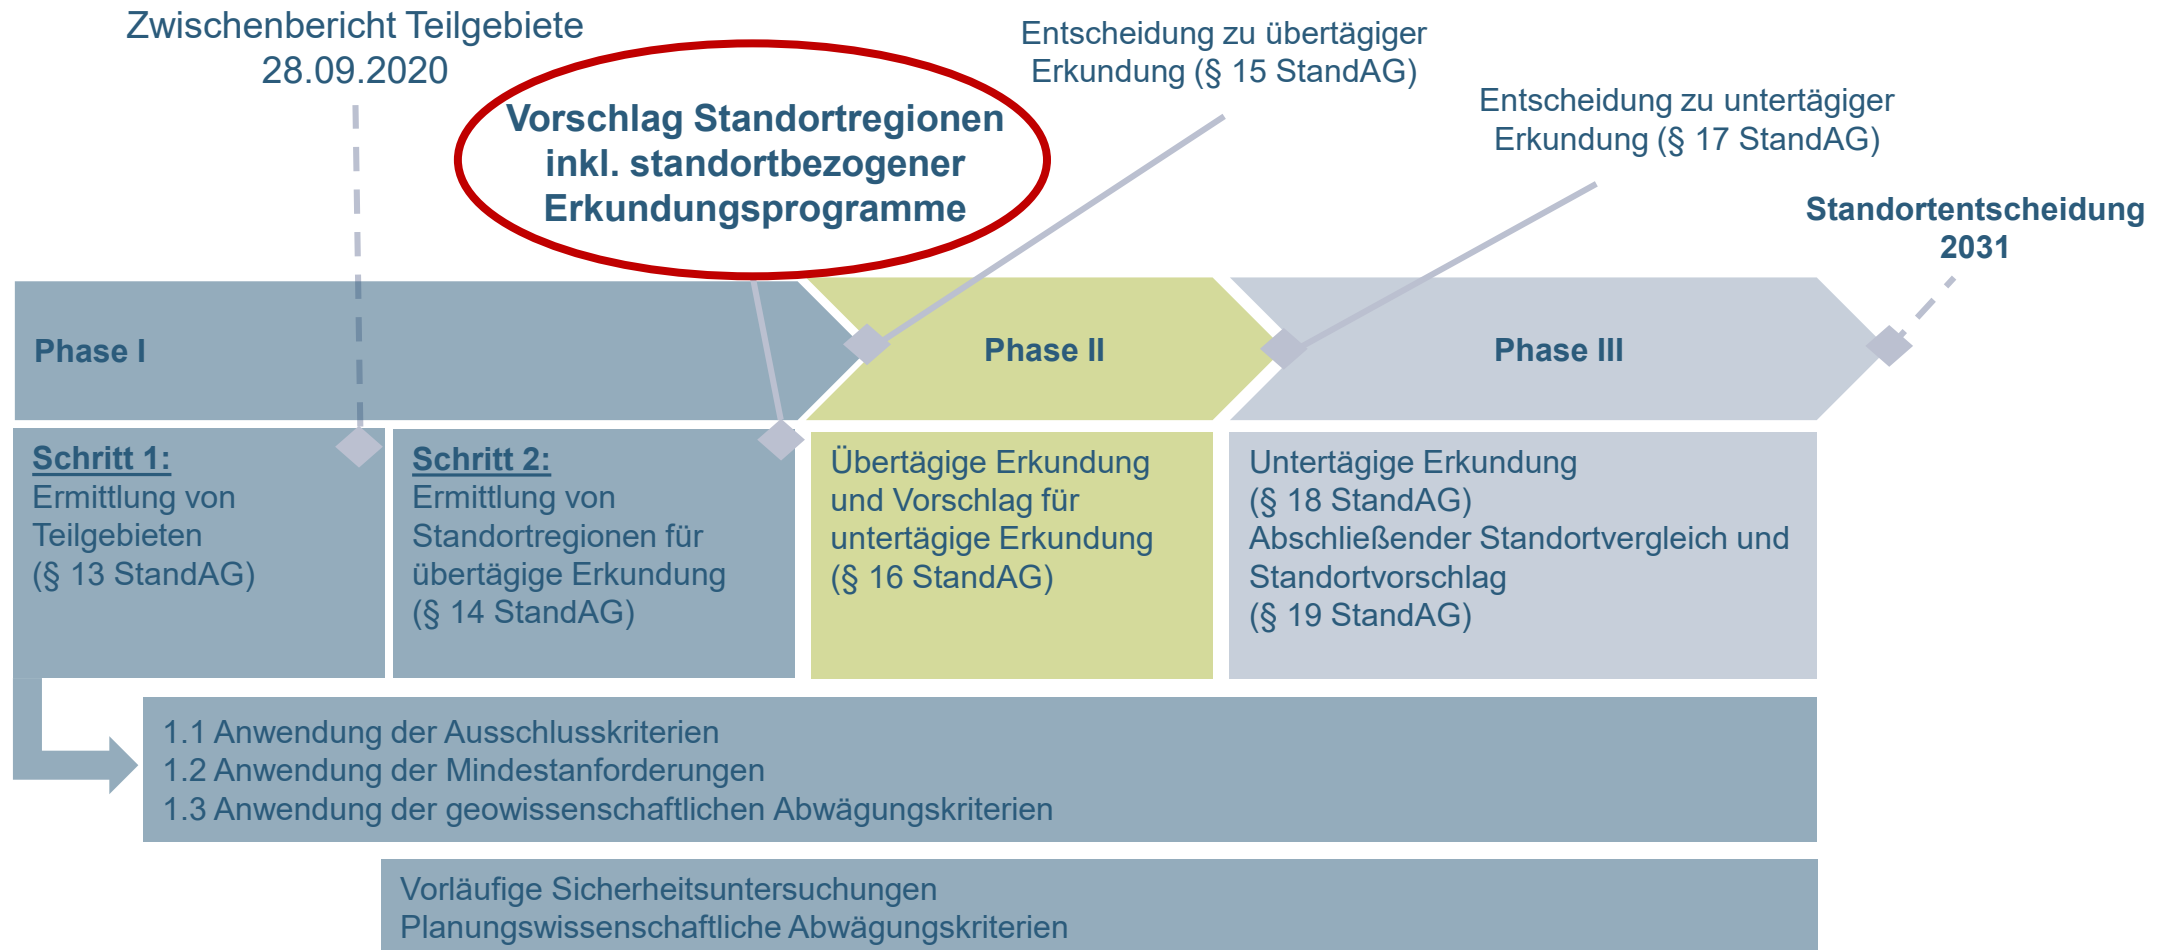 Zwischenbericht Teilgebiete
28.09.2020
Vorschlag Standortregionen
inkl. standortbezogener
Erkundungsprogramme
Entscheidung zu übertägiger
Erkundung (§ 15 StandAG)
Entscheidung zu untertägiger
Erkundung (§ 17 StandAG)
Standortentscheidung
2031
Phase I
Phase II
Phase III
Schritt 1:
Ermittlung von
Teilgebieten
(§ 13 StandAG)
Schritt 2:
Ermittlung von
Standortregionen für
übertägige Erkundung
(§ 14 StandAG)
Übertägige Erkundung
und Vorschlag für
untertägige Erkundung
(§ 16 StandAG)
Untertägige Erkundung
(§ 18 StandAG)
Abschließender Standortvergleich und
Standortvorschlag
(§ 19 StandAG)
1.1 Anwendung der Ausschlusskriterien
1.2 Anwendung der Mindestanforderungen
1.3 Anwendung der geowissenschaftlichen Abwägungskriterien
Vorläufige Sicherheitsuntersuchungen
Planungswissenschaftliche Abwägungskriterien